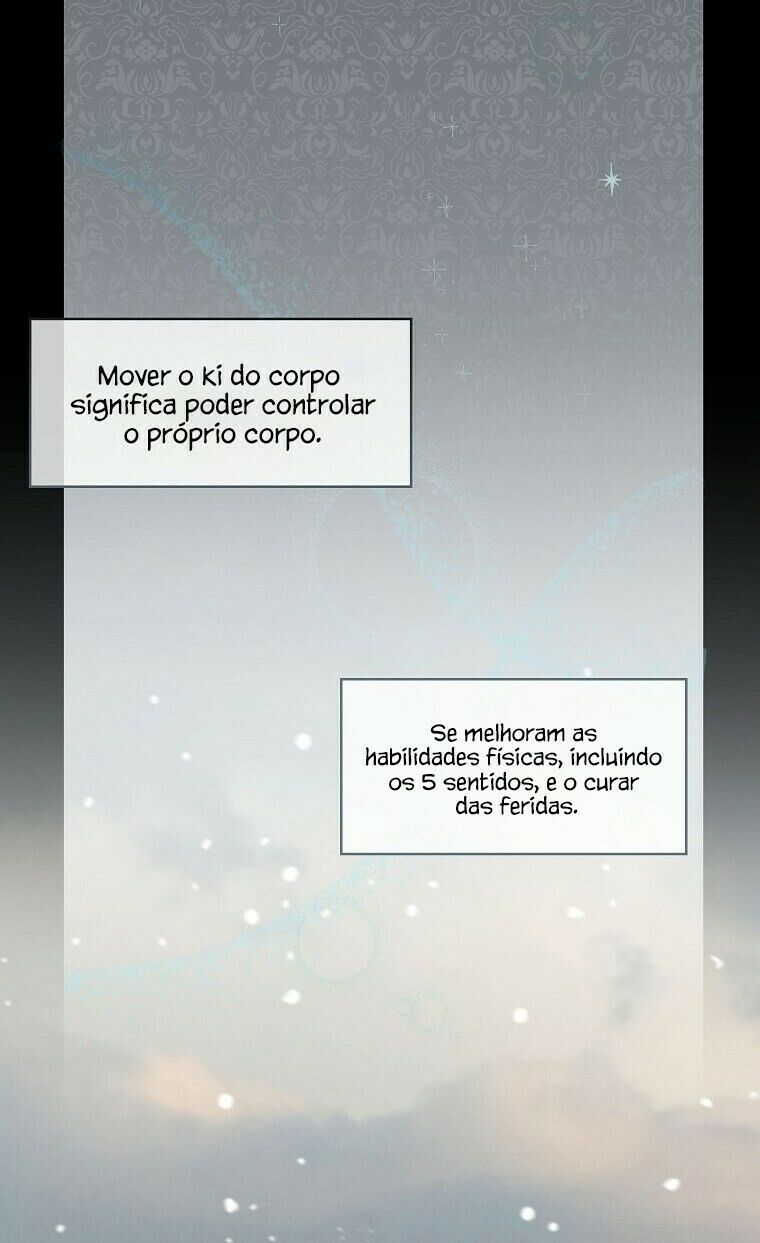 Mover o ki do corpo
significa poder controlar
o próprio corpo.
Se melhoram as
habilidades físicas, incluindo
os 5 sentidos, e o curar
das feridas.